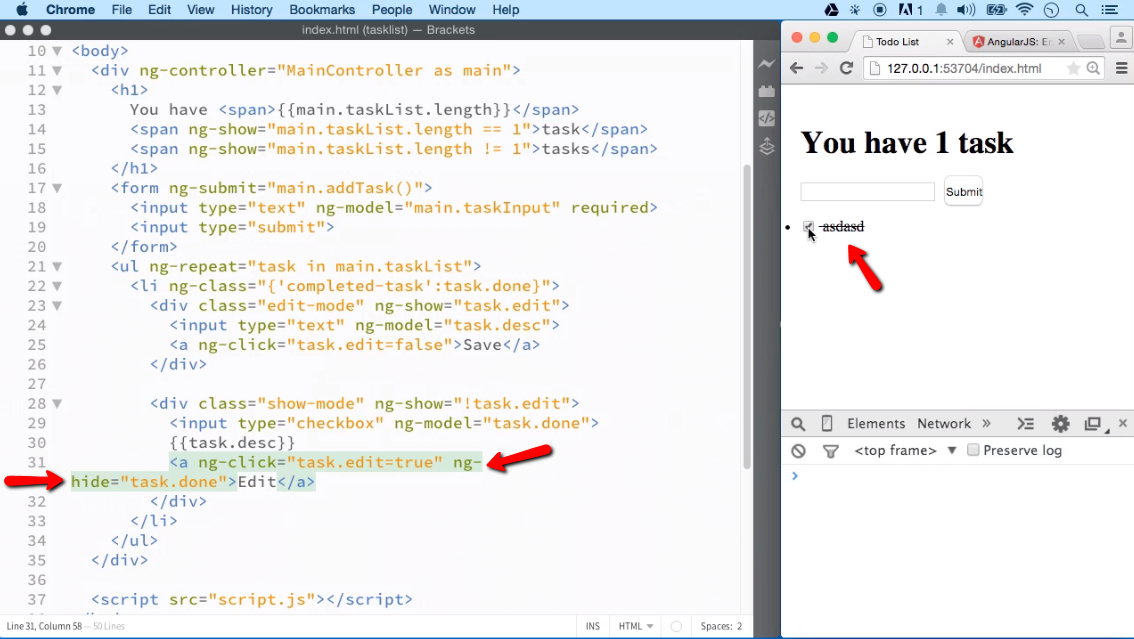 Chrome File Edit View History Bookmarks People Window Help
1
index.html (tasklist) — Brackets
10 <body>
11 <div ng-controller="MainController as main">
12 <h1>
13 You have <span>{{main.taskList.length}}</span>
14 <span ng-show="main.taskList.length == 1">task</span>
15 <span ng-show="main.taskList.length != 1">tasks</span>
16 </h1>
17 <form ng-submit="main.addTask()">
18 <input type="text" ng-model="main.taskInput" required>
19 <input type="submit">
20 </form>
21 <ul ng-repeat="task in main.taskList">
22 <li ng-class="{'completed-task':task.done}">
23 <div class="edit-mode" ng-show="task.edit">
24 <input type="text" ng-model="task.desc">
25 <a ng-click="task.edit=false">Save</a>
26 </div>
27
28 <div class="show-mode" ng-show="!task.edit">
29 <input type="checkbox" ng-model="task.done">
30 {{task.desc}}
31 <a ng-click="task.edit=true" ng-
hide="task.done">Edit</a>
32 </div>
33 </li>
34 </ul>
35 </div>
36
37 <script src="script.js"></script>
Line 31, Column 58 — 50 Lines
INS HTML Spaces: 2
Todo List
AngularJS: Er
127.0.0.1:53704/index.html
You have 1 task
Submit
asdasd
Elements Network »
<top frame> Preserve log